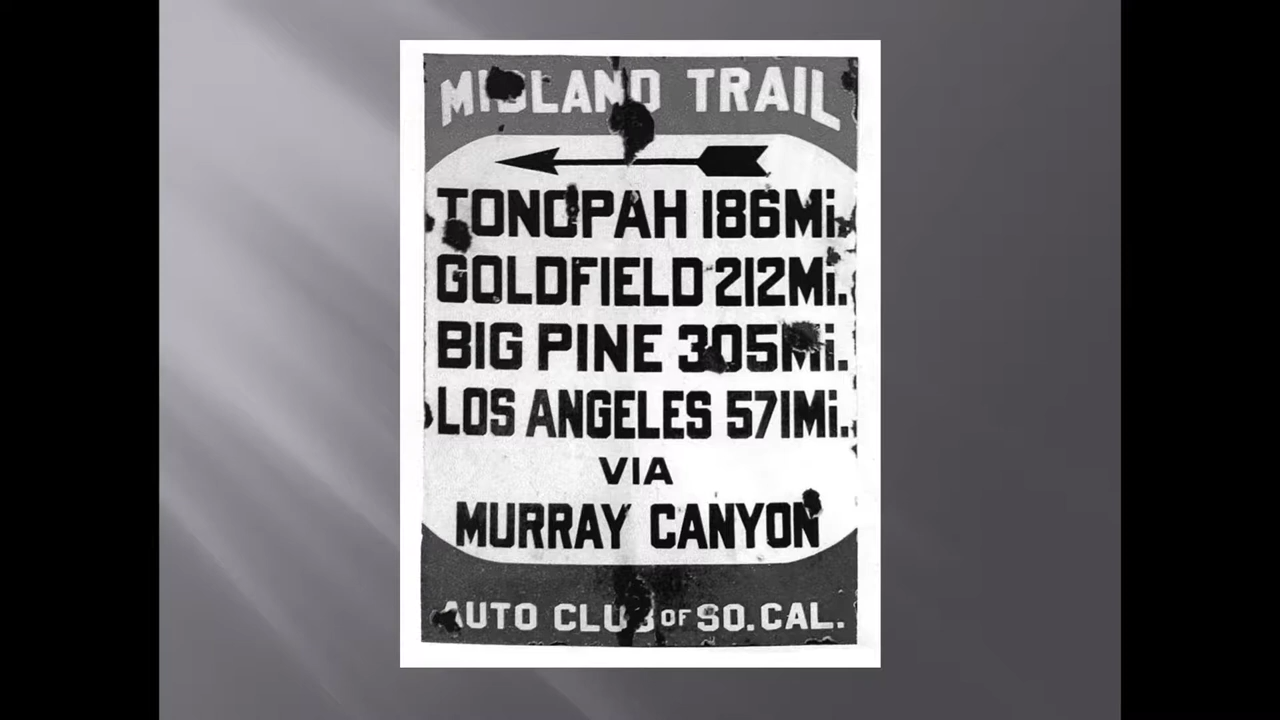 MIDLAND TRAIL
TONOPAH 186Mi.
GOLDFIELD 212Mi.
BIG PINE 305Mi.
LOS ANGELES 571Mi.
VIA
MURRAY CANYON
AUTO CLUB OF SO. CAL.